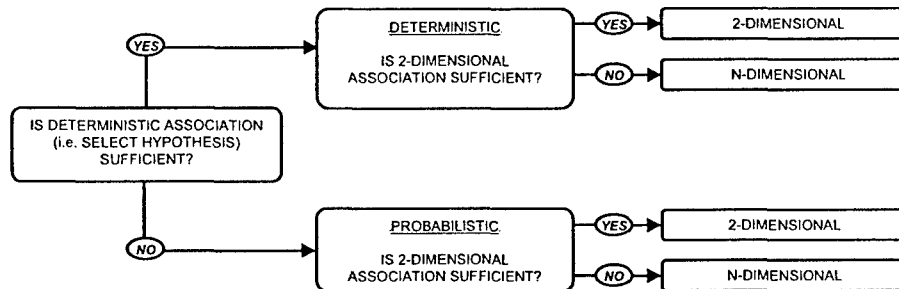 YES
DETERMINISTIC
IS 2-DIMENSIONAL
ASSOCIATION SUFFICIENT?
YES
2-DIMENSIONAL
NO
N-DIMENSIONAL
IS DETERMINISTIC ASSOCIATION
(i.e. SELECT HYPOTHESIS)
SUFFICIENT?
NO
PROBABILISTIC
IS 2-DIMENSIONAL
ASSOCIATION SUFFICIENT?
YES
2-DIMENSIONAL
NO
N-DIMENSIONAL